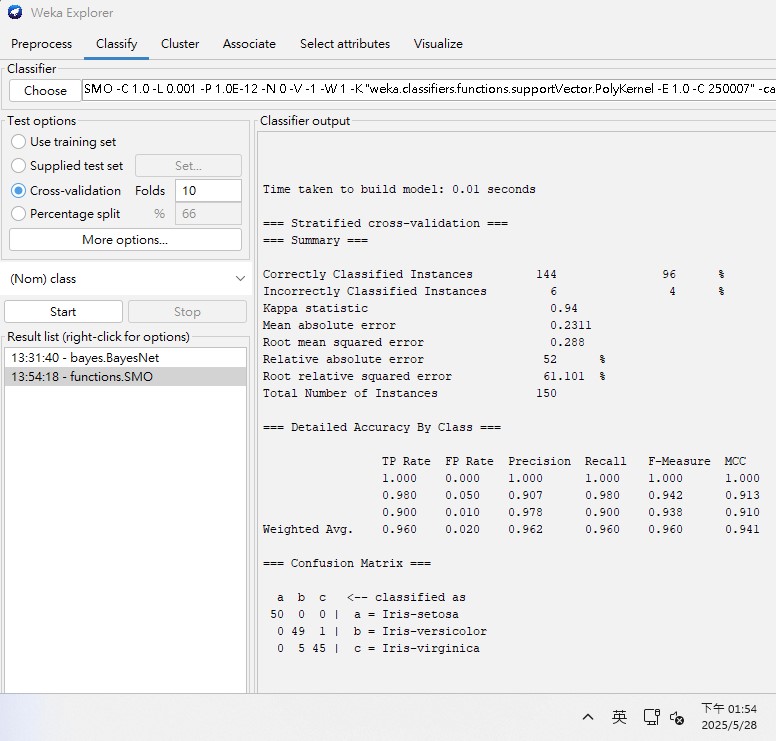 Weka Explorer
Preprocess Classify Cluster Associate Select attributes Visualize
Classifier
Choose SMO -C 1.0 -L 0.001 -P 1.0E-12 -N 0 -V -1 -W 1 -K "weka.classifiers.functions.supportVector.PolyKernel -E 1.0 -C 250007" -ca
Test options
Use training set
Supplied test set Set...
Cross-validation Folds 10
Percentage split % 66
More options...
(Nom) class
Start Stop
Result list (right-click for options)
13:31:40 - bayes.BayesNet
13:54:18 - functions.SMO
Classifier output
Time taken to build model: 0.01 seconds
=== Stratified cross-validation ===
=== Summary ===
Correctly Classified Instances 144 96 %
Incorrectly Classified Instances 6 4 %
Kappa statistic 0.94
Mean absolute error 0.2311
Root mean squared error 0.288
Relative absolute error 52 %
Root relative squared error 61.101 %
Total Number of Instances 150
=== Detailed Accuracy By Class ===
TP Rate FP Rate Precision Recall F-Measure MCC
1.000 0.000 1.000 1.000 1.000 1.000
0.980 0.050 0.907 0.980 0.942 0.913
0.900 0.010 0.978 0.900 0.938 0.910
Weighted Avg. 0.960 0.020 0.962 0.960 0.960 0.941
=== Confusion Matrix ===
a b c <-- classified as
50 0 0 | a = Iris-setosa
0 49 1 | b = Iris-versicolor
0 5 45 | c = Iris-virginica
英
下午 01:54
2025/5/28